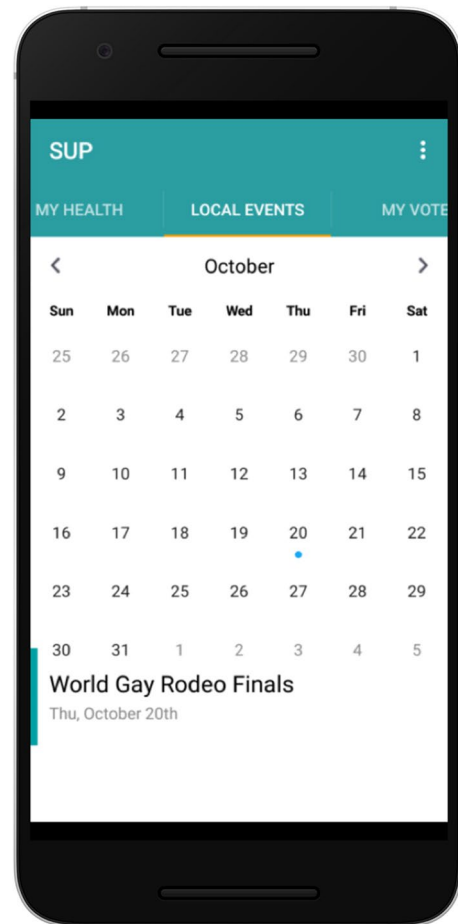 SUP
MY HEALTH LOCAL EVENTS MY VOTE
October
Sun Mon Tue Wed Thu Fri Sat
25 26 27 28 29 30 1
2 3 4 5 6 7 8
9 10 11 12 13 14 15
16 17 18 19 20 21 22
23 24 25 26 27 28 29
30 31 1 2 3 4 5
World Gay Rodeo Finals
Thu, October 20th